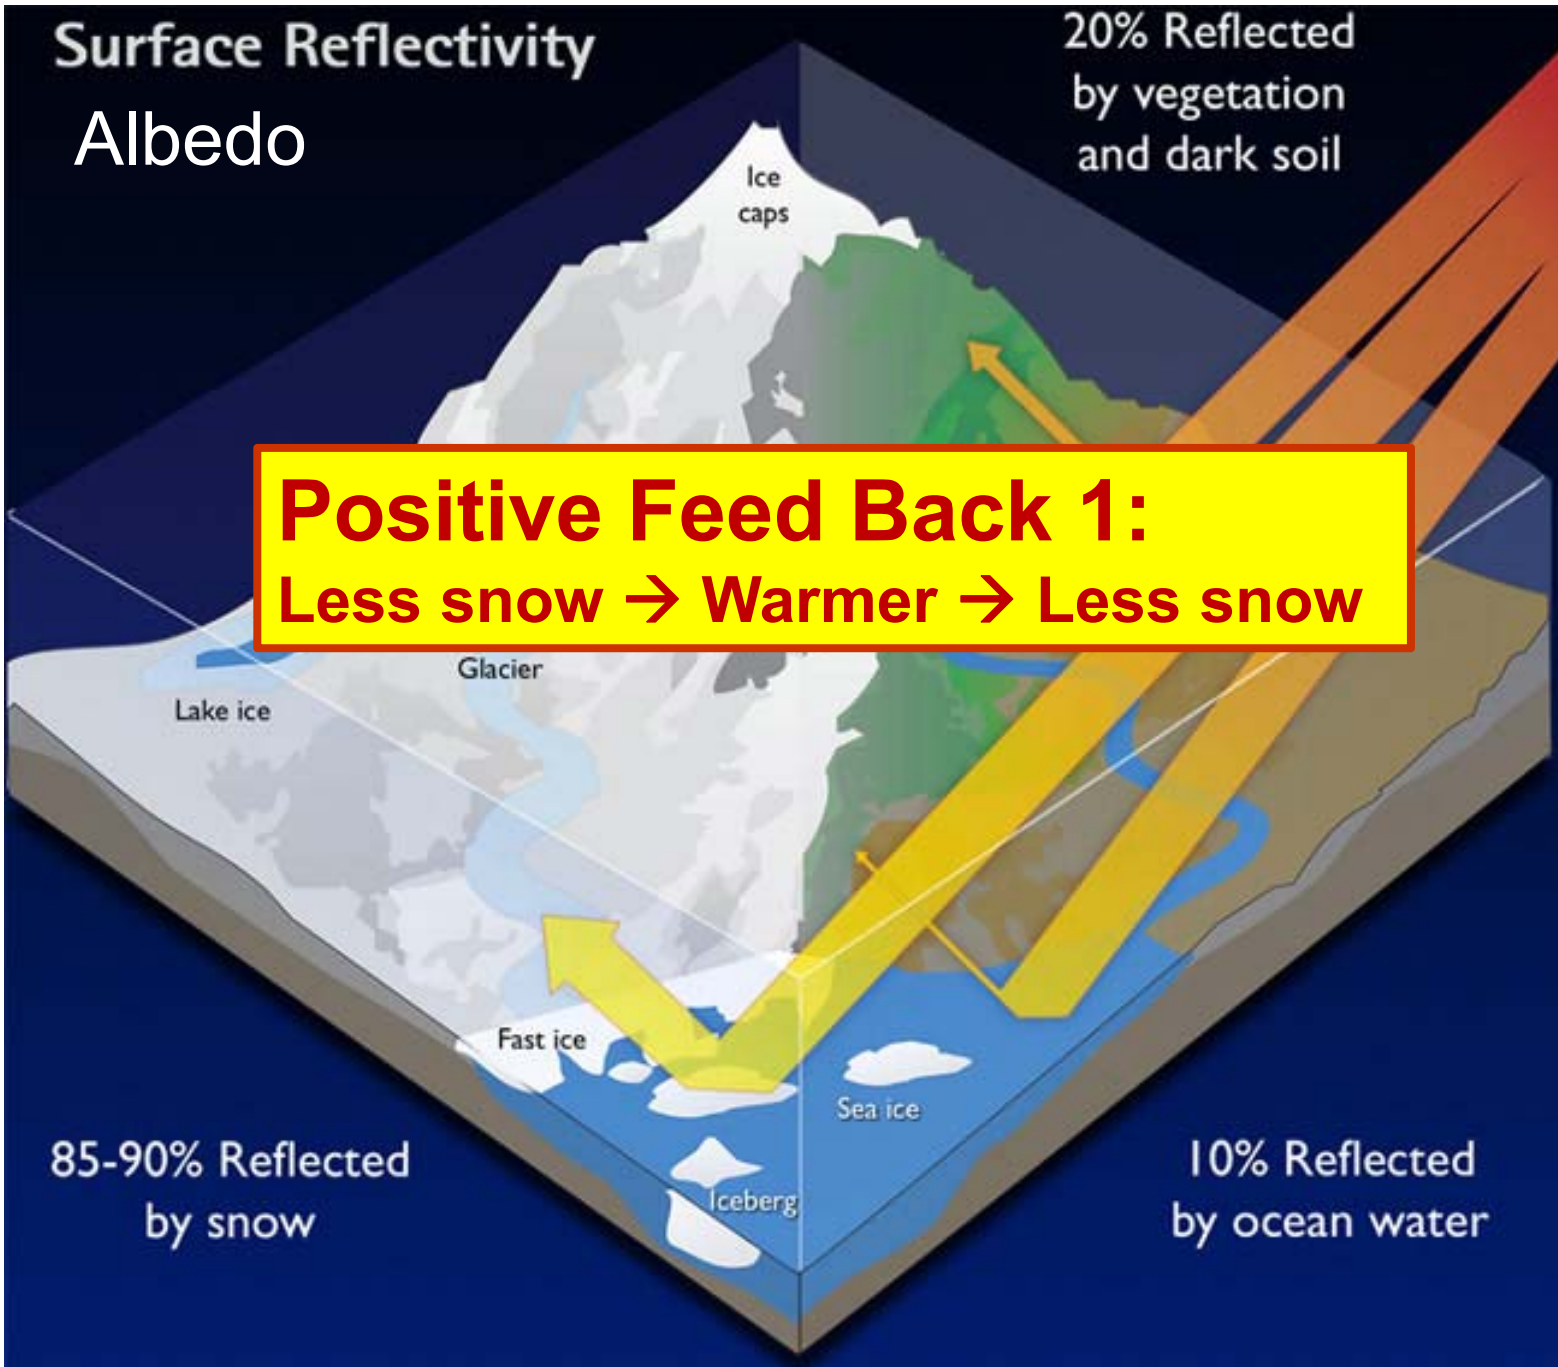 Surface Reflectivity
Albedo
20% Reflected
by vegetation
and dark soil
Ice
caps
Positive Feed Back 1:
Less snow → Warmer → Less snow
Glacier
Lake ice
Fast ice
Sea ice
Iceberg
85-90% Reflected
by snow
10% Reflected
by ocean water